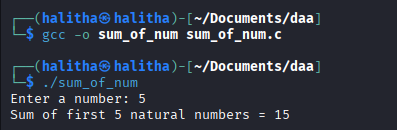 ┌──(halitha㉿halitha)-[~/Documents/daa]
└─$ gcc -o sum_of_num sum_of_num.c
┌──(halitha㉿halitha)-[~/Documents/daa]
└─$ ./sum_of_num
Enter a number: 5
Sum of first 5 natural numbers = 15